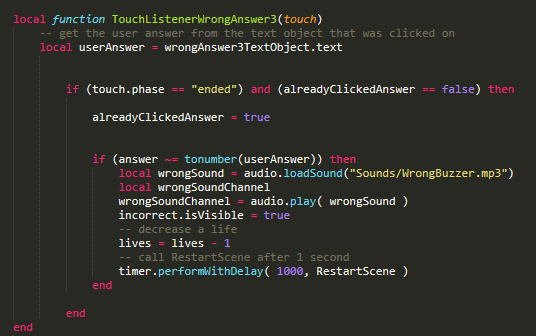 local function TouchListenerWrongAnswer3(touch)
-- get the user answer from the text object that was clicked on
local userAnswer = wrongAnswer3TextObject.text
if (touch.phase == "ended") and (alreadyClickedAnswer == false) then
alreadyClickedAnswer = true
if (answer ~= tonumber(userAnswer)) then
local wrongSound = audio.loadSound("Sounds/WrongBuzzer.mp3")
local wrongSoundChannel
wrongSoundChannel = audio.play( wrongSound )
incorrect.isVisible = true
-- decrease a life
lives = lives - 1
-- call RestartScene after 1 second
timer.performWithDelay( 1000, RestartScene )
end
end
end